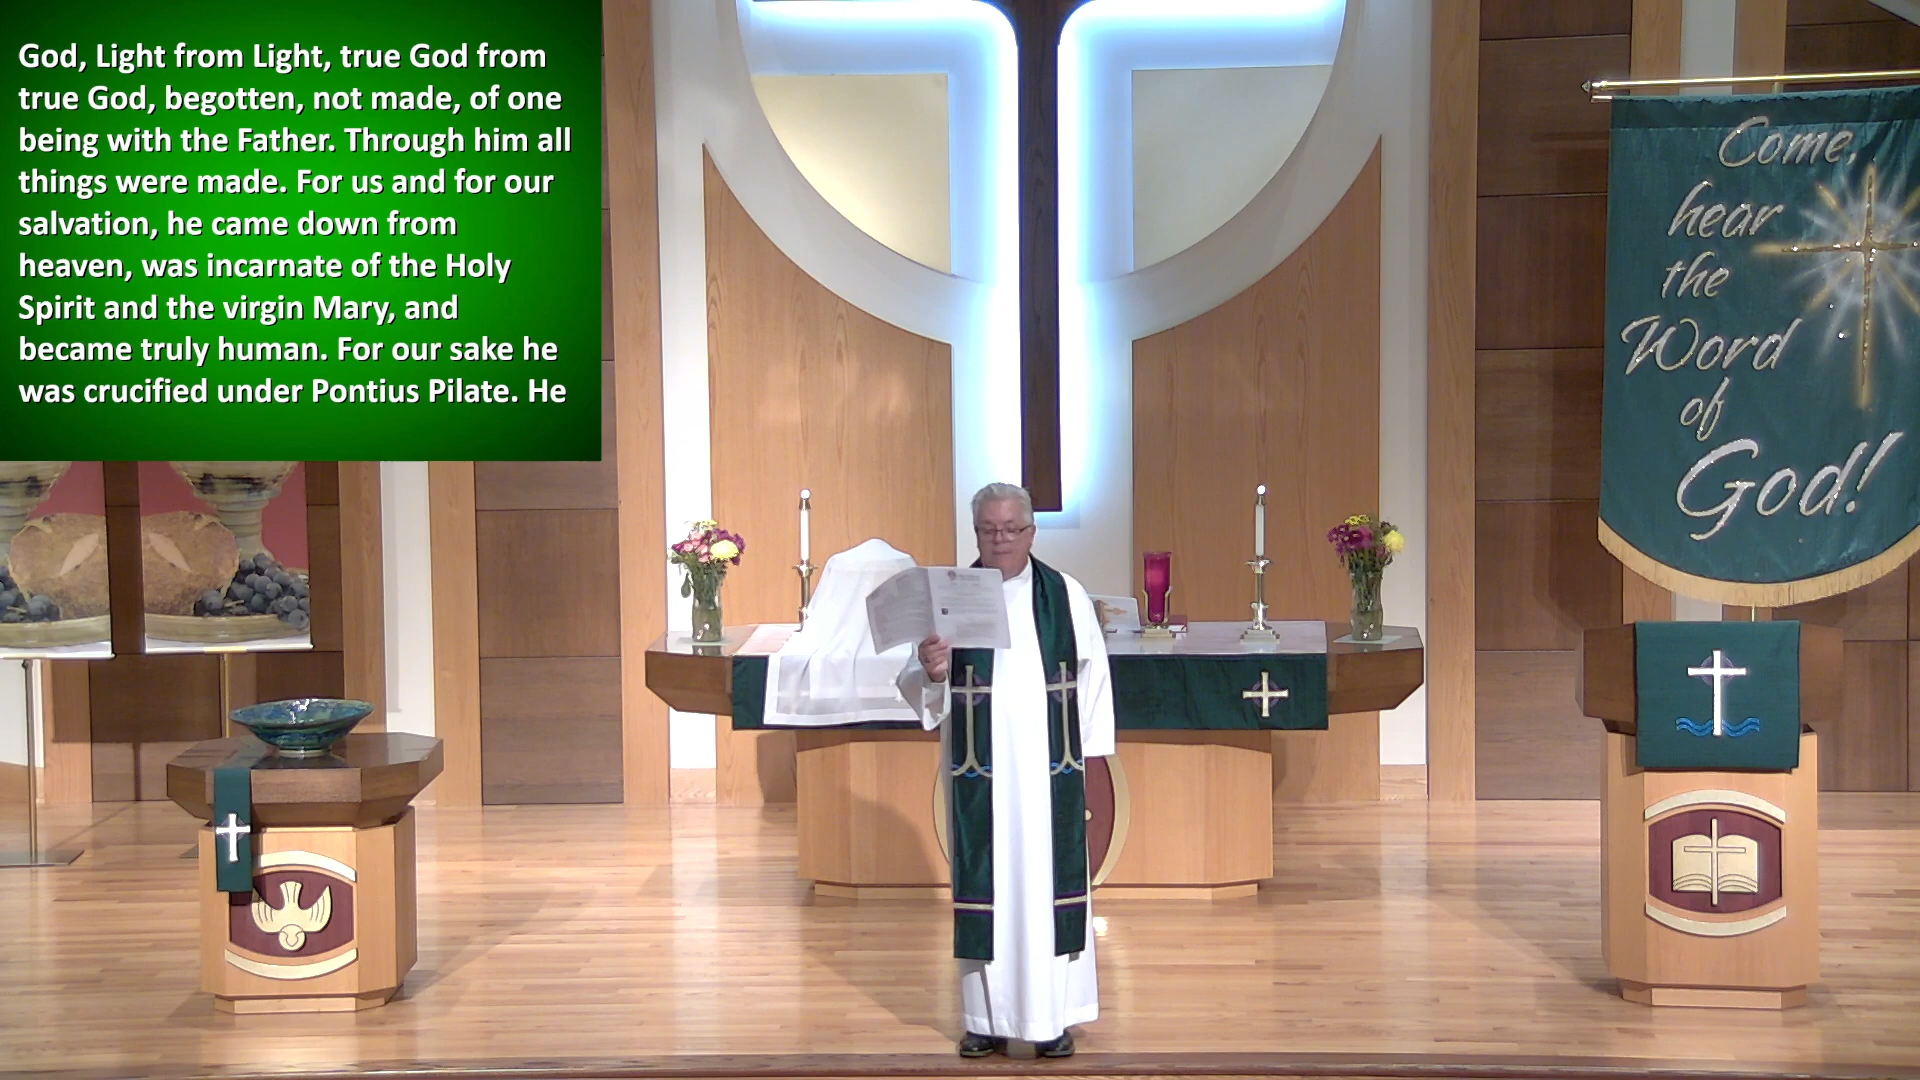 God, Light from Light, true God from
true God, begotten, not made, of one
being with the Father. Through him all
things were made. For us and for our
salvation, he came down from
heaven, was incarnate of the Holy
Spirit and the virgin Mary, and
became truly human. For our sake he
was crucified under Pontius Pilate. He
Come,
hear
the
Word
of
God!